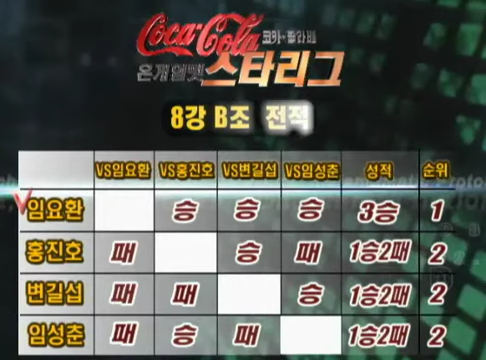 Coca-Cola 코카-콜라배
온게임넷 스타리그
8강 B조 전적
VS임요환 VS홍진호 VS변길섭 VS임성춘 성적 순위
임요환 승 승 승 3승 1
홍진호 패 승 패 1승2패 2
변길섭 패 패 승 1승2패 2
임성춘 패 승 패 1승2패 2